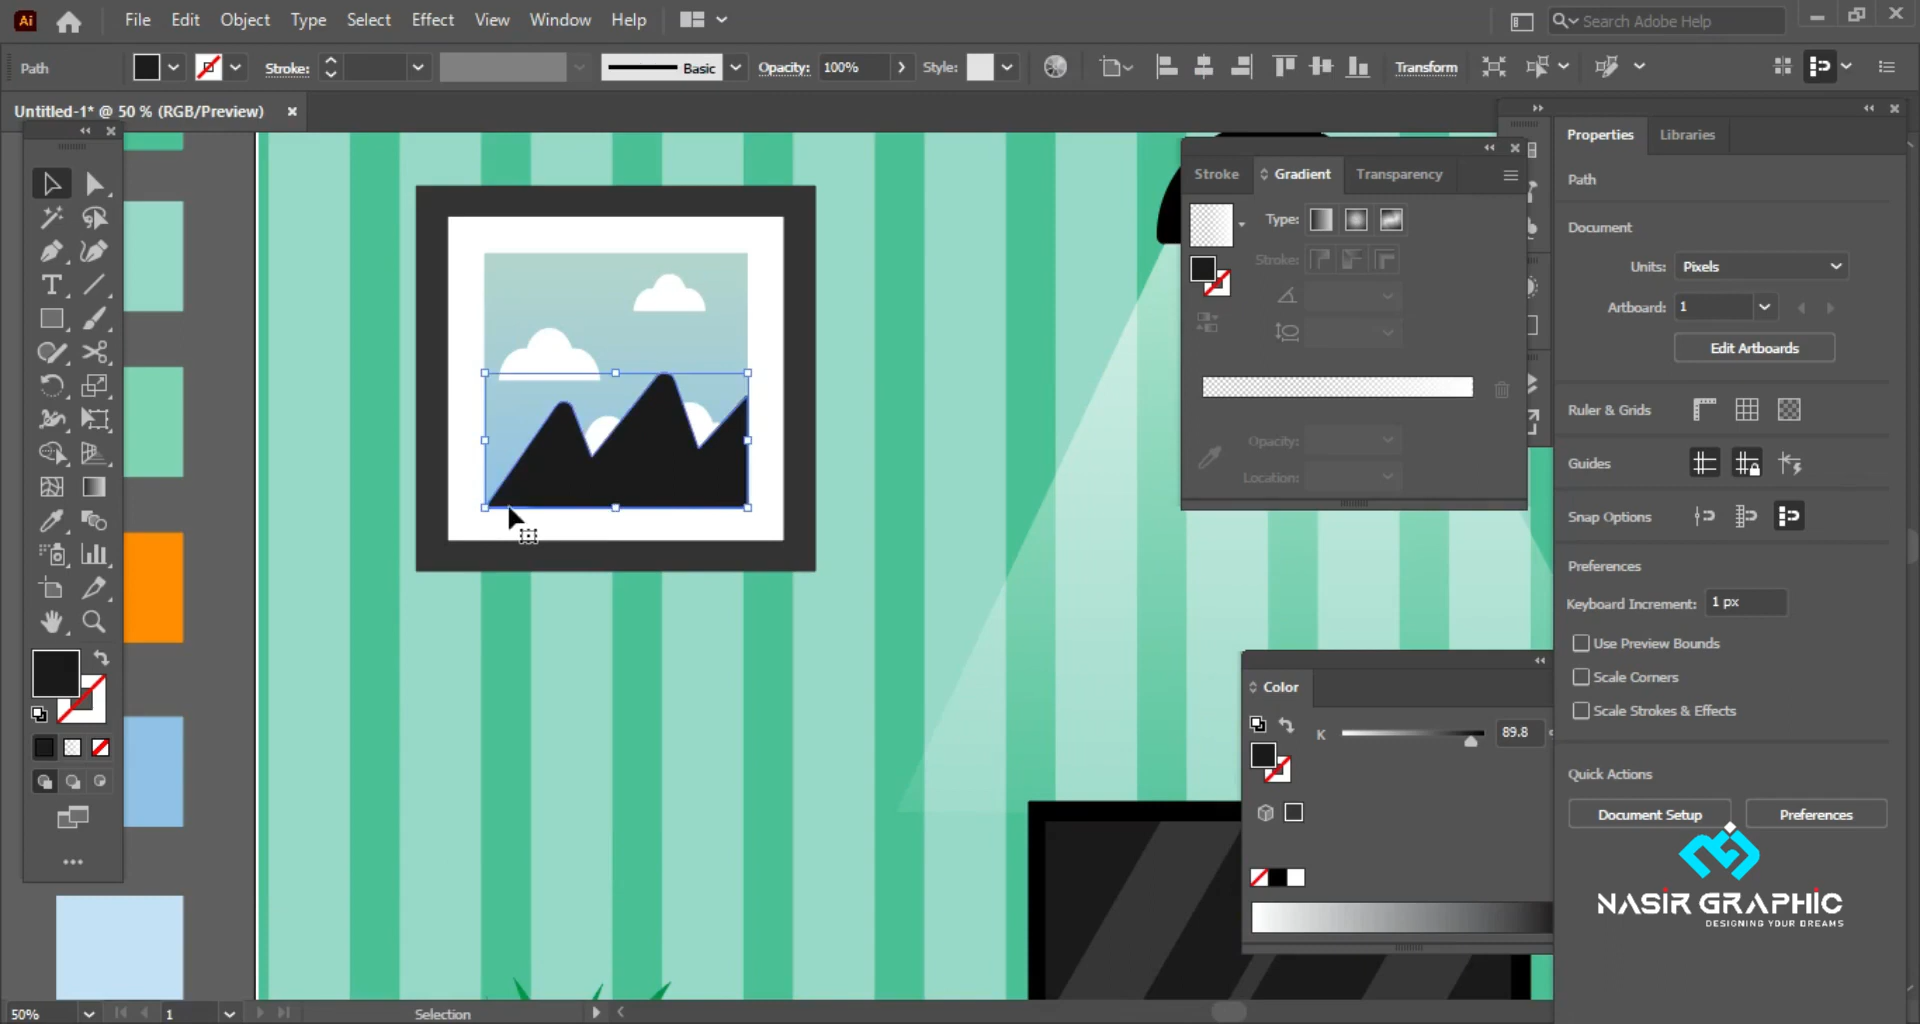 Ai
File Edit Object Type Select Effect View Window Help
Search Adobe Help
Path
Stroke:
Basic
Opacity: 100%
Style:
Transform
Untitled-1* @ 50 % (RGB/Preview)
Stroke
Gradient
Transparency
Type:
Stroke:
Opacity:
Location:
Color
K
89.8
Properties
Libraries
Path
Document
Units: Pixels
Artboard: 1
Edit Artboards
Ruler & Grids
Guides
Snap Options
Preferences
Keyboard Increment: 1 px
Use Preview Bounds
Scale Corners
Scale Strokes & Effects
Quick Actions
Document Setup
Preferences
NASIR GRAPHIC
DESIGNING YOUR DREAMS
50%
1
Selection